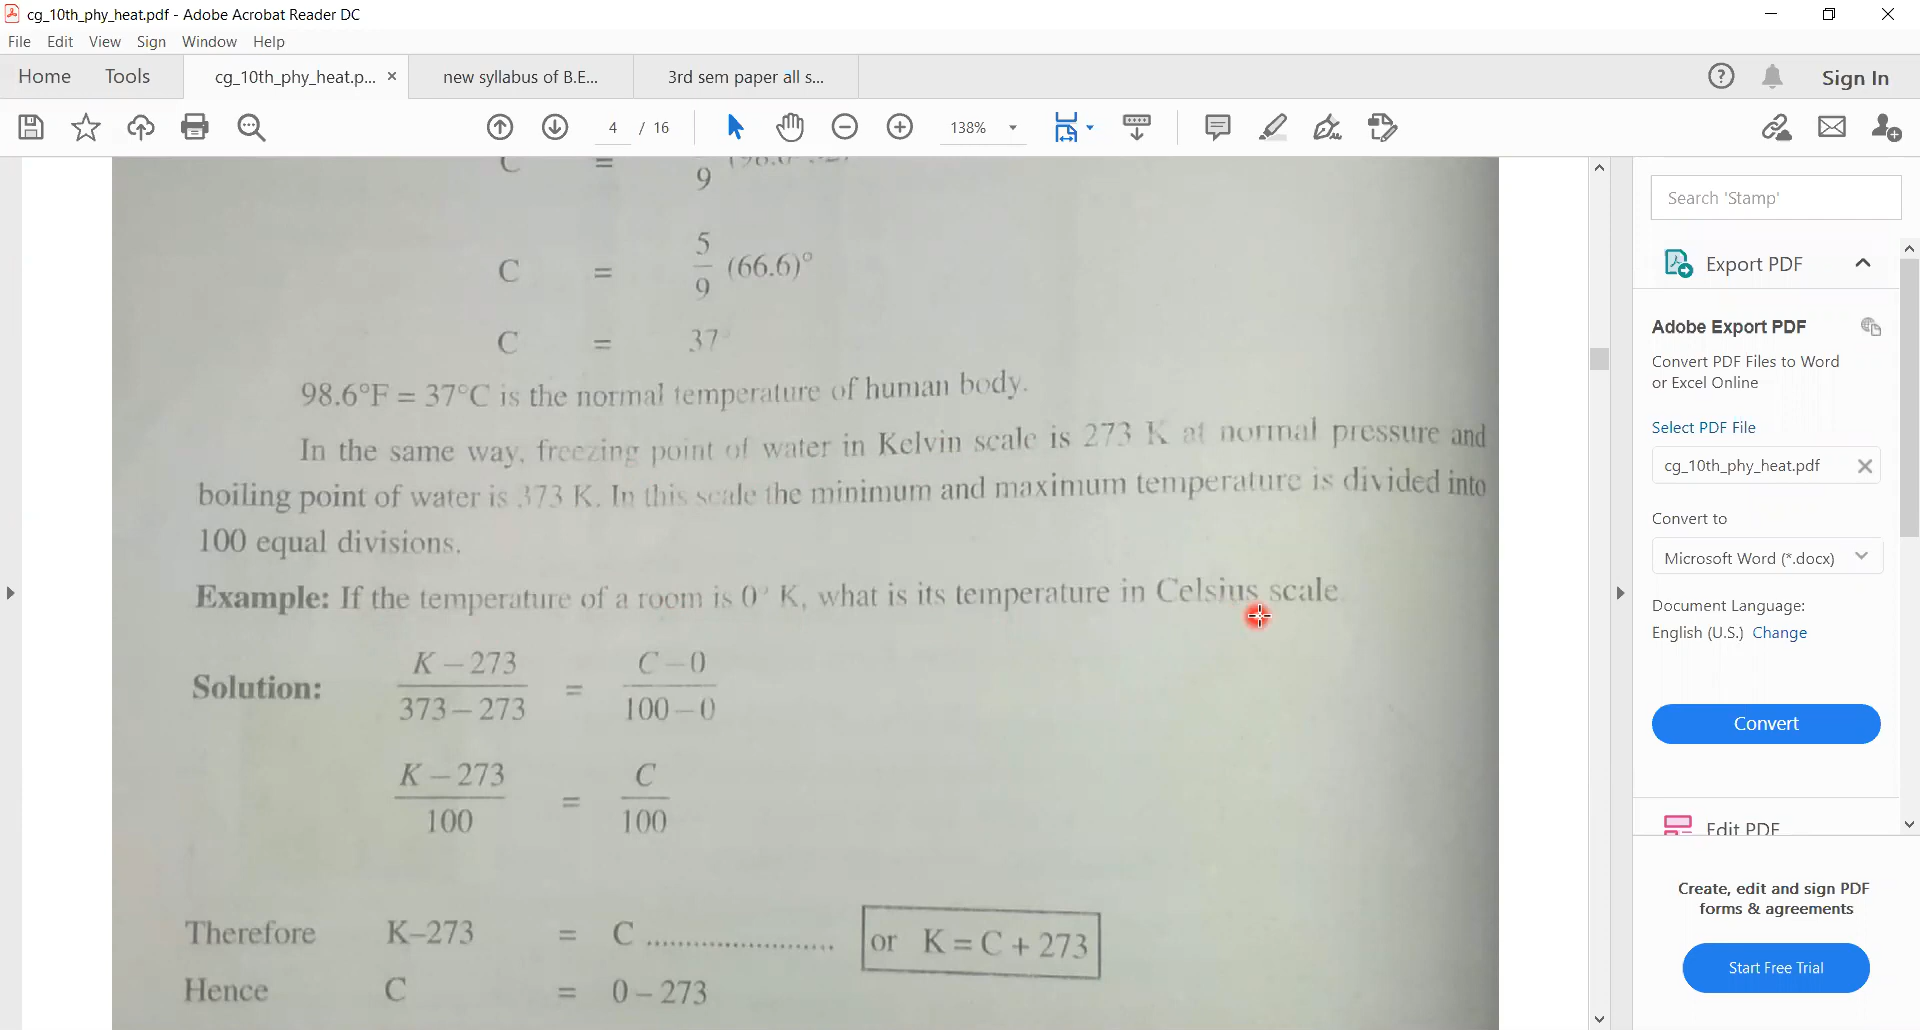 cg_10th_phy_heat.pdf - Adobe Acrobat Reader DC
File Edit View Sign Window Help
Home Tools cg_10th_phy_heat.p... × new syllabus of B.E... 3rd sem paper all s... Sign In
4 / 16 138%
C = 5/9 (66.6)°
C = 37
98.6°F = 37°C is the normal temperature of human body.
In the same way, freezing point of water in Kelvin scale is 273 K at normal pressure and
boiling point of water is 373 K. In this scale the minimum and maximum temperature is divided into
100 equal divisions.
Example: If the temperature of a room is 0° K, what is its temperature in Celsius scale
Solution: K – 273 / 373 – 273 = C – 0 / 100 – 0
K – 273 / 100 = C / 100
Therefore K–273 = C ........................ or K = C + 273
Hence C = 0 – 273
Search 'Stamp'
Export PDF
Adobe Export PDF
Convert PDF Files to Word
or Excel Online
Select PDF File
cg_10th_phy_heat.pdf
Convert to
Microsoft Word (*.docx)
Document Language:
English (U.S.) Change
Convert
Edit PDF
Create, edit and sign PDF
forms & agreements
Start Free Trial